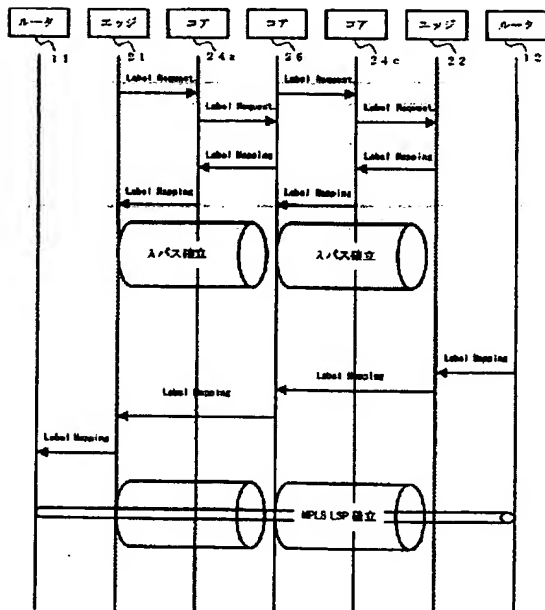 ルータ
エッジ
コア
コア
コア
エッジ
ルータ
11
21
24a
26
24c
22
12
Label Request
Label Request
Label Request
Label Request
Label Mapping
Label Mapping
Label Mapping
Label Mapping
λパス確立
λパス確立
Label Mapping
Label Mapping
Label Mapping
Label Mapping
MPLS LSP 確立